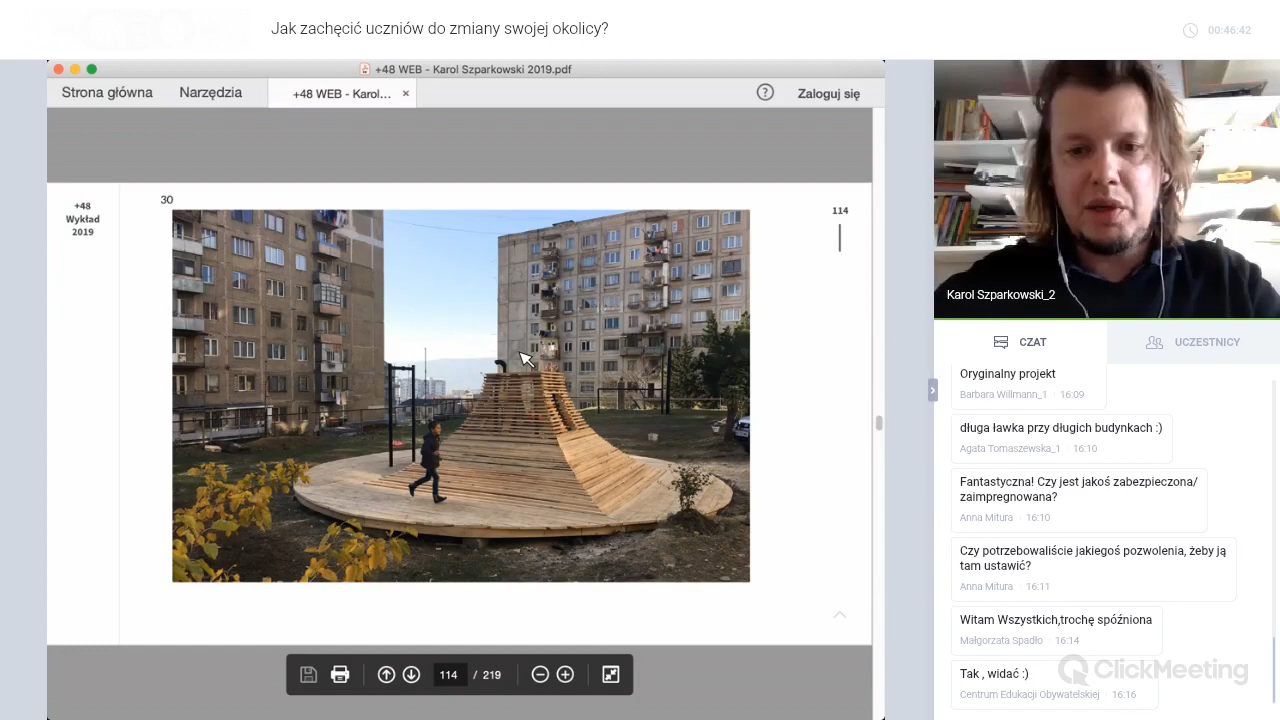 CEO
Jak zachęcić uczniów do zmiany swojej okolicy?
00:46:42
+48 WEB - Karol Szparkowski 2019.pdf
Strona główna
Narzędzia
+48 WEB - Karol... ×
?
Zaloguj się
+48
Wykład
2019
30
114
114 / 219
Karol Szparkowski_2
CZAT
UCZESTNICY
Oryginalny projekt
Barbara Willmann_1 · 16:09
długa ławka przy długich budynkach :)
Agata Tomaszewska_1 · 16:10
Fantastyczna! Czy jest jakoś zabezpieczona/
zaimpregnowana?
Anna Mitura · 16:10
Czy potrzebowaliście jakiegoś pozwolenia, żeby ją
tam ustawić?
Anna Mitura · 16:11
Witam Wszystkich,trochę spóźniona
Małgorzata Spadło · 16:14
Tak , widać :)
Centrum Edukacji Obywatelskiej · 16:16
ClickMeeting